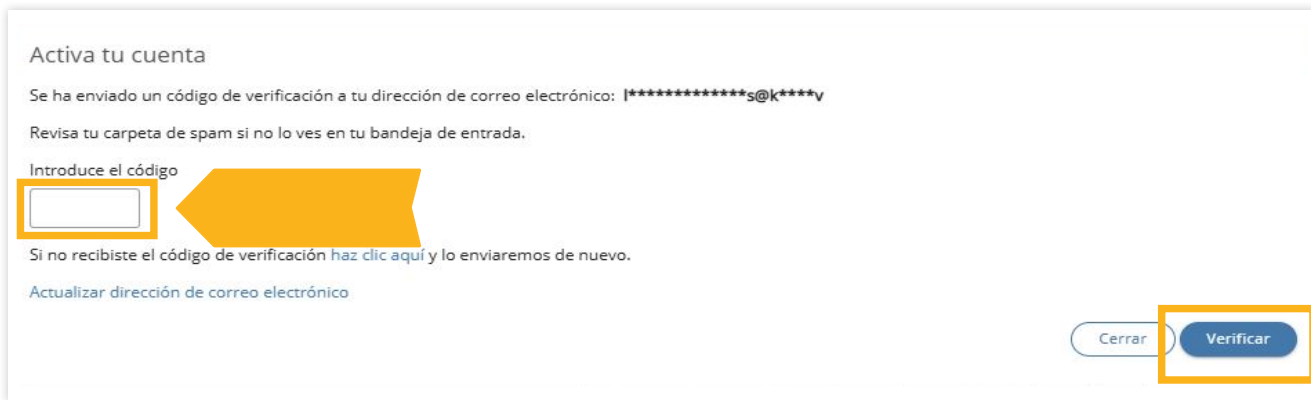 Activa tu cuenta
Se ha enviado un código de verificación a tu dirección de correo electrónico: l*************s@k****v
Revisa tu carpeta de spam si no lo ves en tu bandeja de entrada.
Introduce el código
Si no recibiste el código de verificación haz clic aquí y lo enviaremos de nuevo.
Actualizar dirección de correo electrónico
Cerrar Verificar